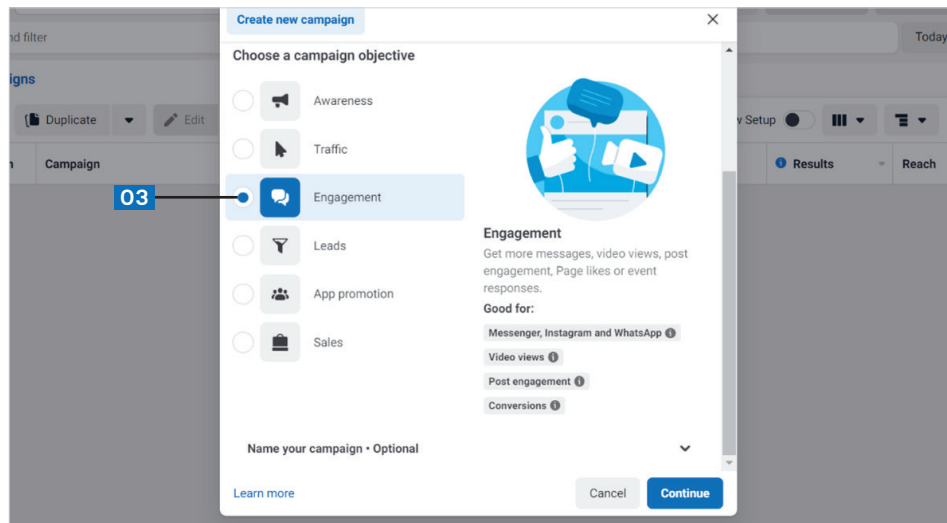 Create new campaign
nd filter
Today
Choose a campaign objective
igns
Awareness
Duplicate
Edit
w Setup
Traffic
Campaign
Results
Reach
03
Engagement
Leads
App promotion
Sales
Engagement
Get more messages, video views, post
engagement, Page likes or event
responses.
Good for:
Messenger, Instagram and WhatsApp
Video views
Post engagement
Conversions
Name your campaign • Optional
Learn more
Cancel
Continue